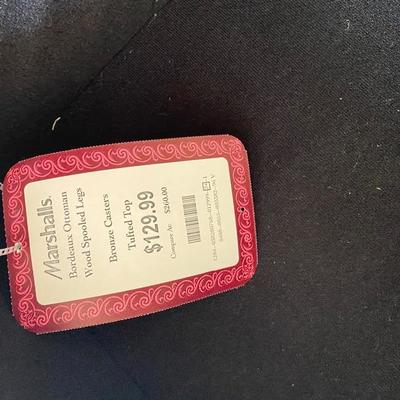 Marshalls.
Bordeaux Ottoman
Wood Spooled Legs
Bronze Casters
Tufted Top
$129.99
Compare At $260.00